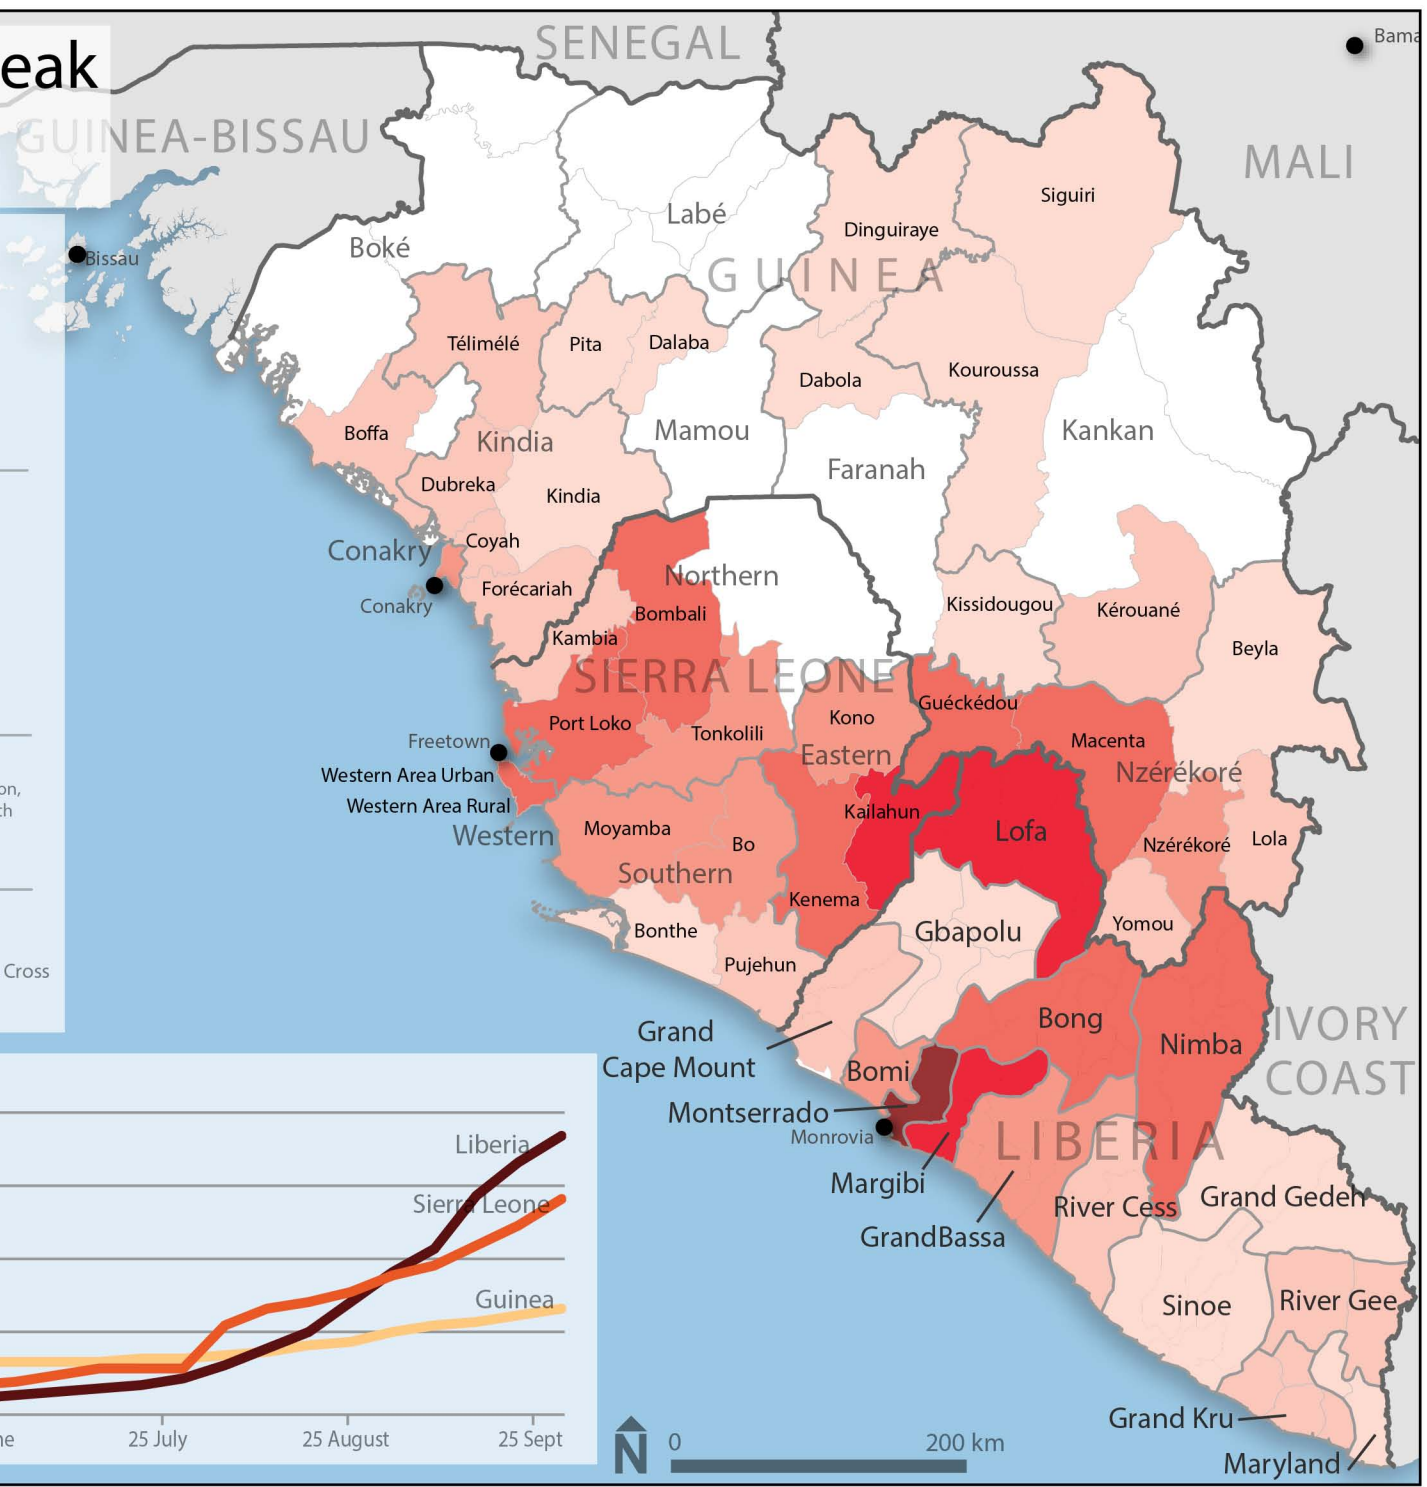 eak
SENEGAL
Bama
GUINEA-BISSAU
MALI
Siguiri
Labé
Dinguiraye
Boké
Bissau
GUINEA
Télimélé
Pita
Dalaba
Kouroussa
Dabola
Boffa
Kindia
Mamou
Kankan
Faranah
Dubreka
Kindia
Coyah
Conakry
Northern
Forécariah
Conakry
Kissidougou
Kérouané
Bombali
Kambia
Beyla
SIERRA LEONE
Guéckédou
Port Loko
Kono
Tonkolili
Freetown
Macenta
Eastern
Western Area Urban
Nzérékoré
on,
th
Western Area Rural
Kailahun
Western
Moyamba
Lofa
Bo
Nzérékoré
Lola
Southern
Kenema
Bonthe
Gbapolu
Yomou
Pujehun
Cross
Bong
IVORY
COAST
Grand
Cape Mount
Nimba
Bomi
Montserrado
Monrovia
LIBERIA
Liberia
Margibi
Sierra Leone
River Cess
Grand Gedeh
GrandBassa
Guinea
Sinoe
River Gee
Grand Kru
ne
25 July
25 August
25 Sept
N
0
200 km
Maryland